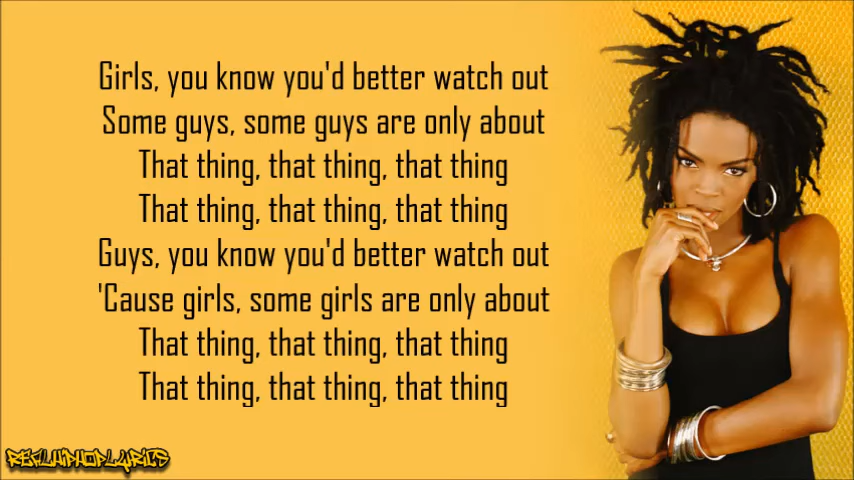 Girls, you know you'd better watch out
Some guys, some guys are only about
That thing, that thing, that thing
That thing, that thing, that thing
Guys, you know you'd better watch out
'Cause girls, some girls are only about
That thing, that thing, that thing
That thing, that thing, that thing
REALHIPHOPLYRICS